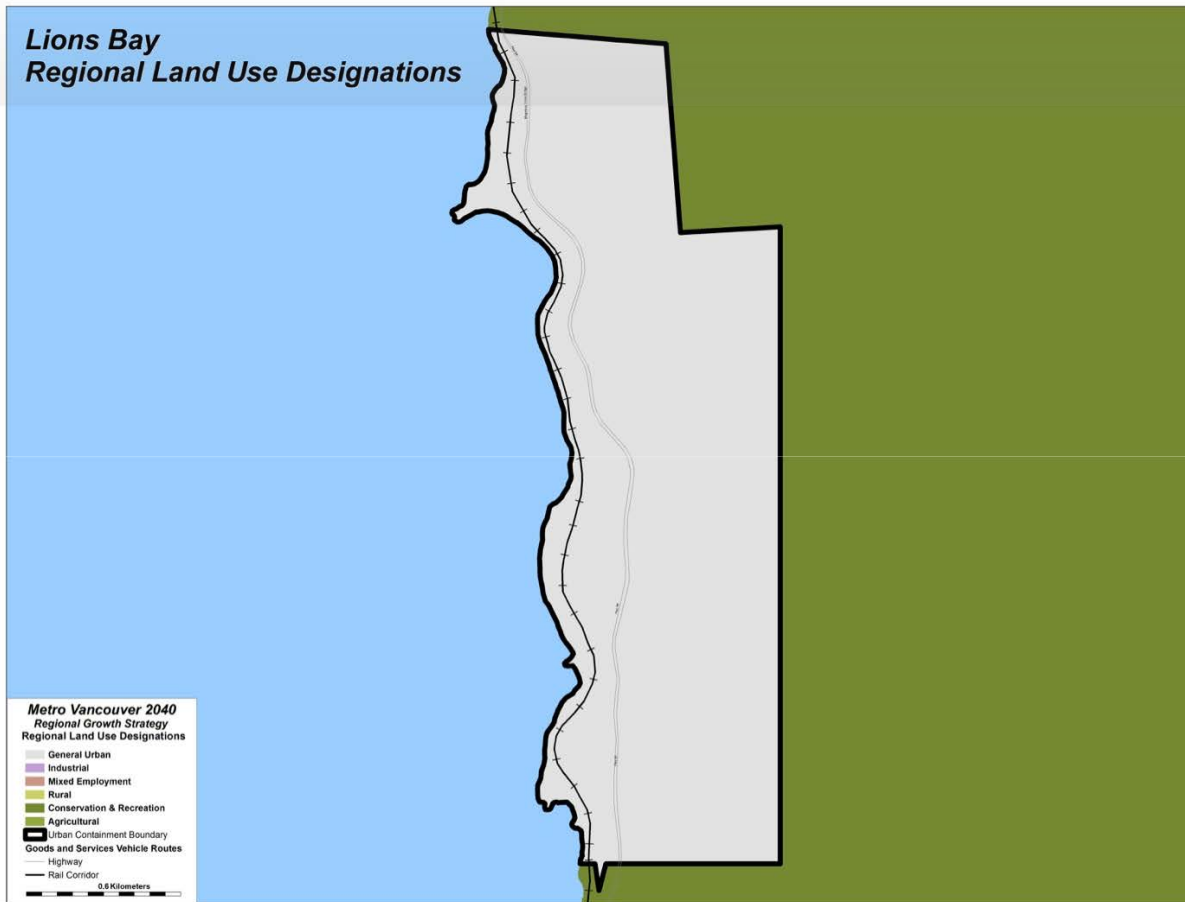 Lions Bay
Regional Land Use Designations
Metro Vancouver 2040
Regional Growth Strategy
Regional Land Use Designations
General Urban
Industrial
Mixed Employment
Rural
Conservation & Recreation
Agricultural
Urban Containment Boundary
Goods and Services Vehicle Routes
Highway
Rail Corridor
0.6 Kilometers